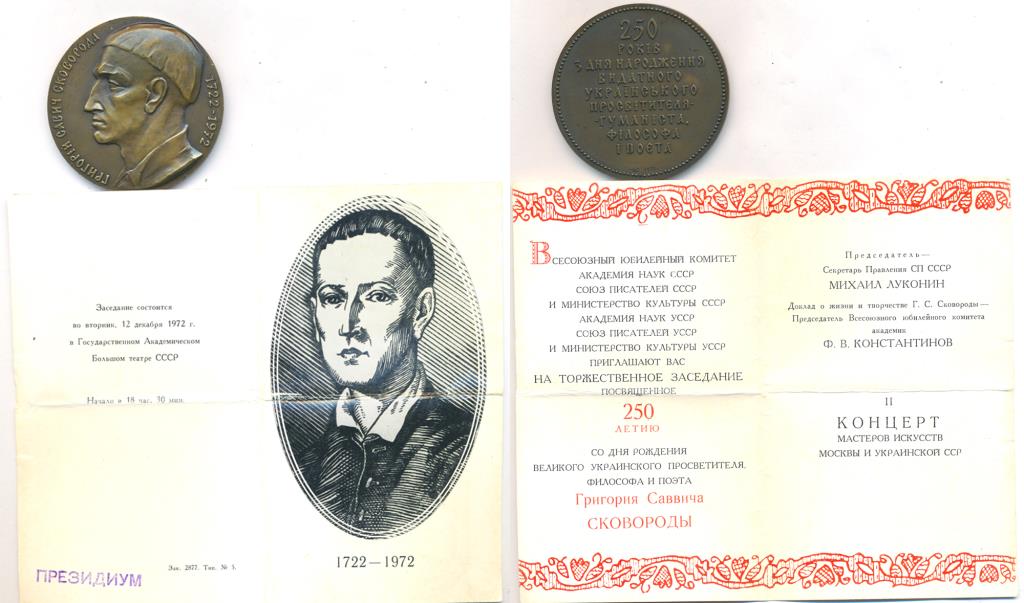 ГРИГОРІЙ САВИЧ СКОВОРОДА
1722-1972
250
РОКІВ
З ДНЯ НАРОДЖЕННЯ
ВИДАТНОГО
УКРАЇНСЬКОГО
ПРОСВІТИТЕЛЯ-
-ГУМАНІСТА,
ФІЛОСОФА
І ПОЕТА
Заседание состоится
во вторник, 12 декабря 1972 г.
в Государственном Академическом
Большом театре СССР
Начало в 18 час. 30 мин.
ПРЕЗИДИУМ
Зак. 2877. Тип. № 5.
1722—1972
ВСЕСОЮЗНЫЙ ЮБИЛЕЙНЫЙ КОМИТЕТ
АКАДЕМИЯ НАУК СССР
СОЮЗ ПИСАТЕЛЕЙ СССР
И МИНИСТЕРСТВО КУЛЬТУРЫ СССР
АКАДЕМИЯ НАУК УССР
СОЮЗ ПИСАТЕЛЕЙ УССР
И МИНИСТЕРСТВО КУЛЬТУРЫ УССР
ПРИГЛАШАЮТ ВАС
НА ТОРЖЕСТВЕННОЕ ЗАСЕДАНИЕ
ПОСВЯЩЕННОЕ
250
ЛЕТИЮ
СО ДНЯ РОЖДЕНИЯ
ВЕЛИКОГО УКРАИНСКОГО ПРОСВЕТИТЕЛЯ,
ФИЛОСОФА И ПОЭТА
Григория Саввича
СКОВОРОДЫ
Председатель—
Секретарь Правления СП СССР
МИХАИЛ ЛУКОНИН
Доклад о жизни и творчестве Г. С. Сковороды—
Председатель Всесоюзного юбилейного комитета
академик
Ф. В. КОНСТАНТИНОВ
II
КОНЦЕРТ
МАСТЕРОВ ИСКУССТВ
МОСКВЫ И УКРАИНСКОЙ ССР